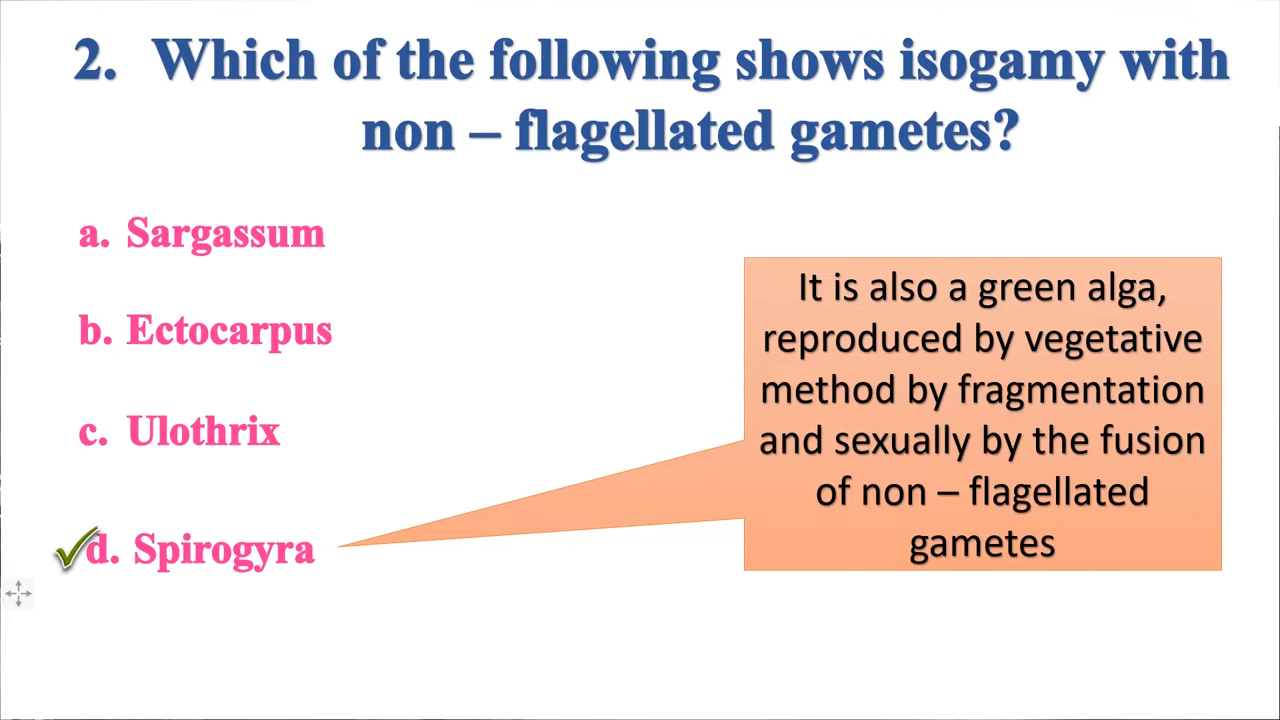 2. Which of the following shows isogamy with
non – flagellated gametes?
a. Sargassum
b. Ectocarpus
c. Ulothrix
d. Spirogyra
It is also a green alga,
reproduced by vegetative
method by fragmentation
and sexually by the fusion
of non – flagellated
gametes